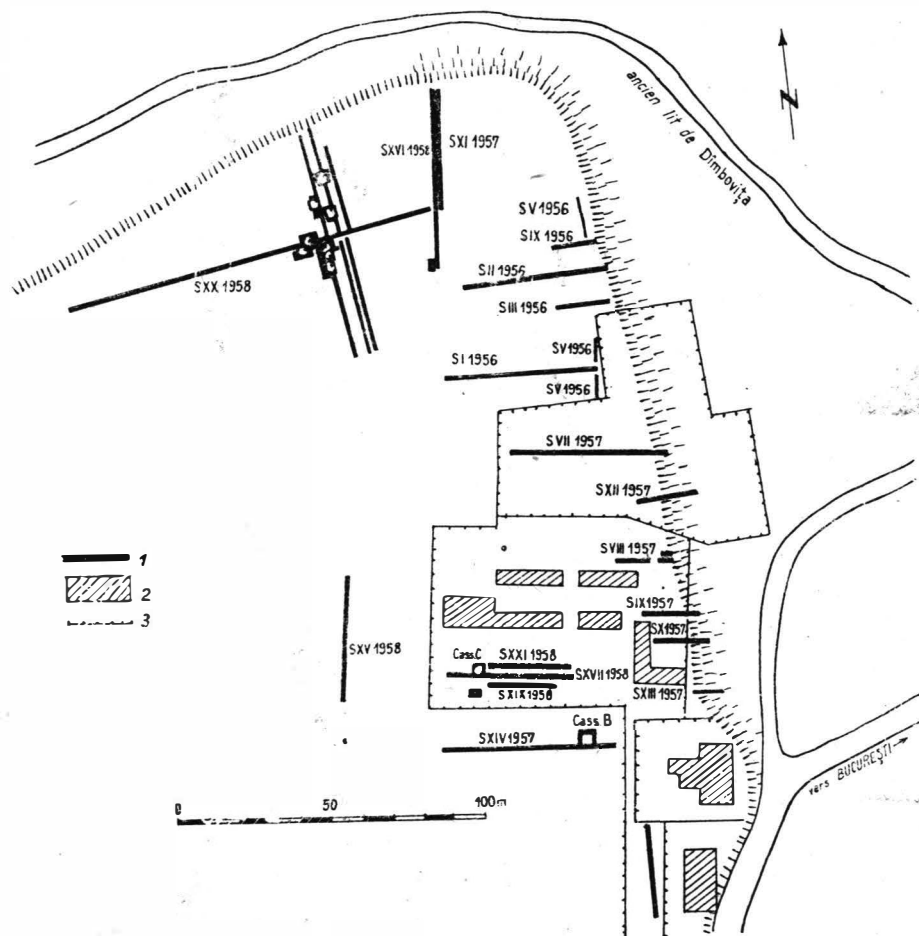 N
ancien lit de Dîmbovița
SXVI 1958
SXI 1957
SV 1956
SIX 1956
SII 1956
SXX 1958
SIII 1956
SV 1956
SI 1956
SV 1956
SVII 1957
SXII 1957
1
SVIII 1957
2
3
SIX 1957
SX 1957
SXV 1958
Cass. C
SXXI 1958
SXVII 1958
SXIX 1958
SXIII 1957
Cass. B
SXIV 1957
vers BUCUREȘTI
0 50 100m